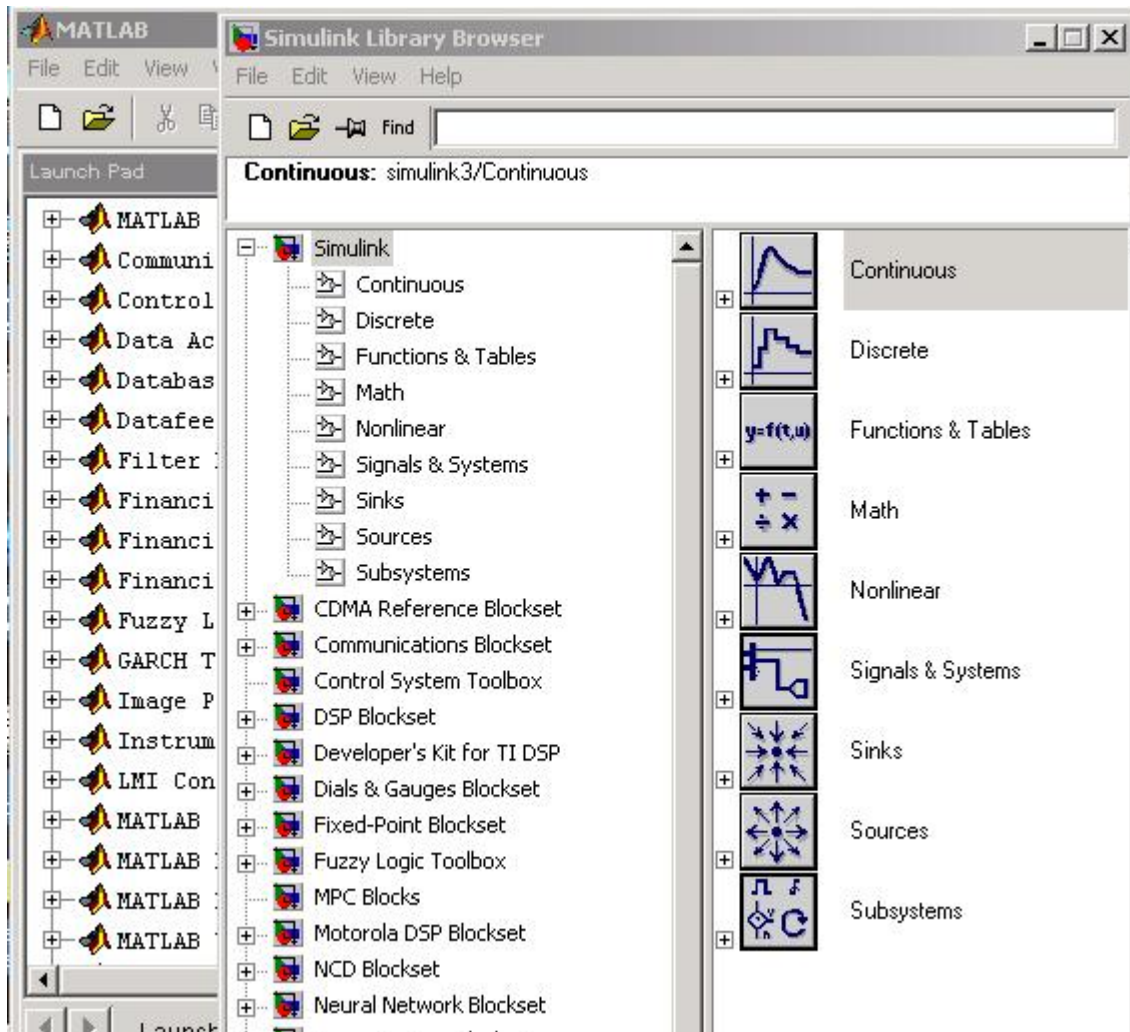 MATLAB
File Edit View
Launch Pad
MATLAB
Communi
Control
Data Ac
Databas
Datafee
Filter
Financi
Financi
Financi
Fuzzy L
GARCH T
Image P
Instrum
LMI Con
MATLAB
MATLAB
MATLAB
MATLAB
Simulink Library Browser
File Edit View Help
Find
Continuous: simulink3/Continuous
Simulink
Continuous
Discrete
Functions & Tables
Math
Nonlinear
Signals & Systems
Sinks
Sources
Subsystems
CDMA Reference Blockset
Communications Blockset
Control System Toolbox
DSP Blockset
Developer's Kit for TI DSP
Dials & Gauges Blockset
Fixed-Point Blockset
Fuzzy Logic Toolbox
MPC Blocks
Motorola DSP Blockset
NCD Blockset
Neural Network Blockset
Continuous
Discrete
y=f(t,u)
Functions & Tables
Math
Nonlinear
Signals & Systems
Sinks
Sources
Subsystems